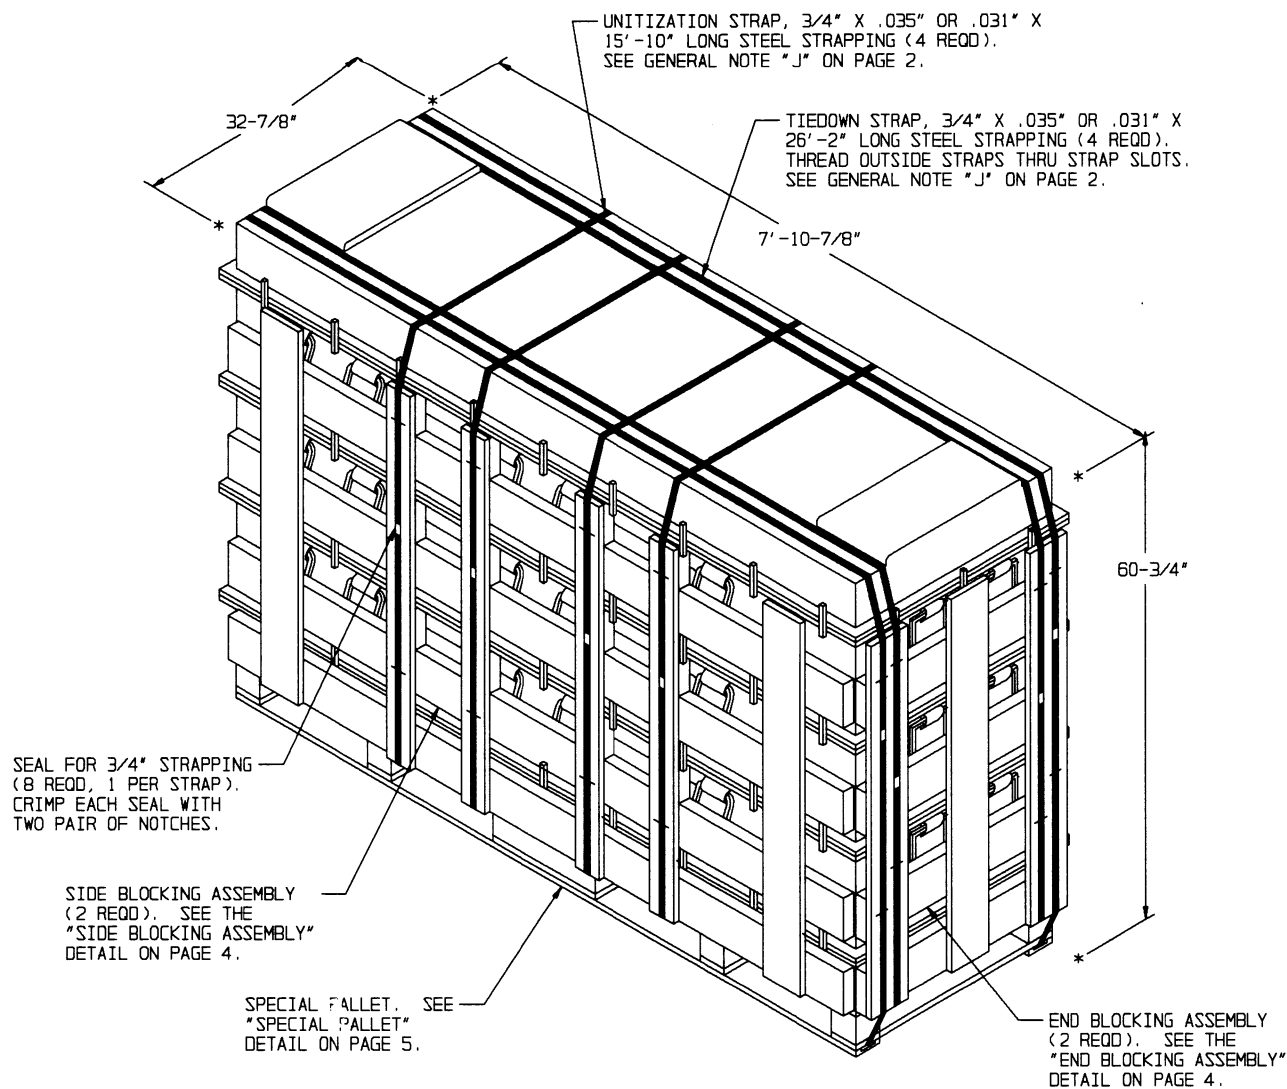 UNITIZATION STRAP, 3/4" X .035" OR .031" X
15'-10" LONG STEEL STRAPPING (4 REQD).
SEE GENERAL NOTE "J" ON PAGE 2.
32-7/8"
*
TIEDOWN STRAP, 3/4" X .035" OR .031" X
26'-2" LONG STEEL STRAPPING (4 REQD).
THREAD OUTSIDE STRAPS THRU STRAP SLOTS.
SEE GENERAL NOTE "J" ON PAGE 2.
*
7'-10-7/8"
*
60-3/4"
SEAL FOR 3/4" STRAPPING
(8 REQD, 1 PER STRAP).
CRIMP EACH SEAL WITH
TWO PAIR OF NOTCHES.
SIDE BLOCKING ASSEMBLY
(2 REQD). SEE THE
"SIDE BLOCKING ASSEMBLY"
DETAIL ON PAGE 4.
*
SPECIAL PALLET. SEE
"SPECIAL PALLET"
DETAIL ON PAGE 5.
END BLOCKING ASSEMBLY
(2 REQD). SEE THE
"END BLOCKING ASSEMBLY"
DETAIL ON PAGE 4.